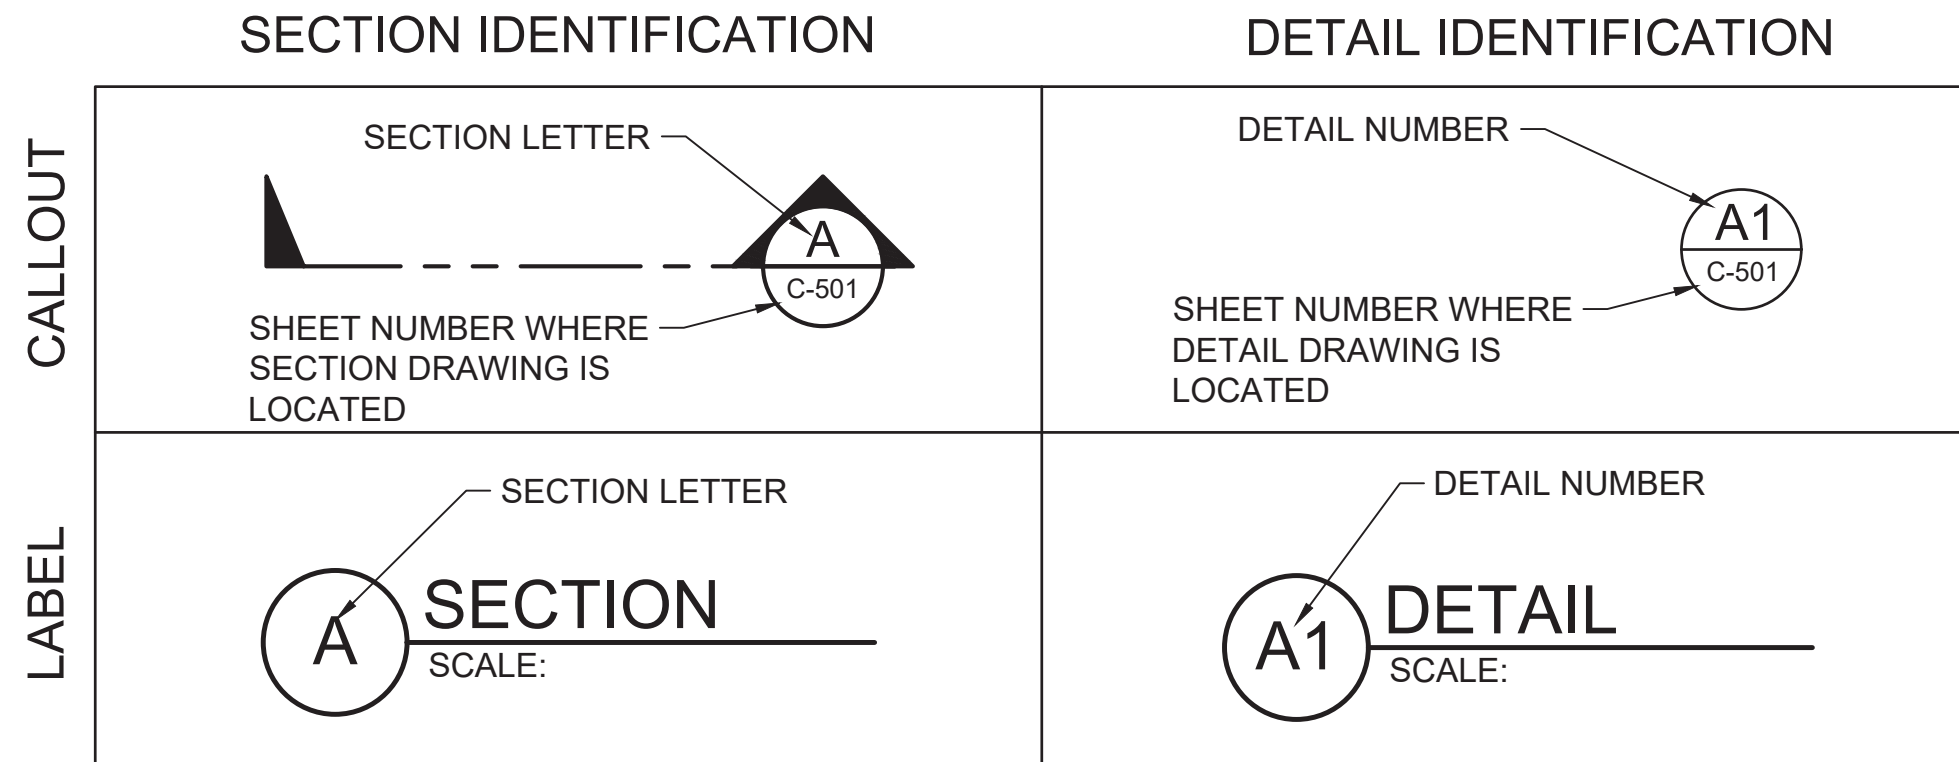 SECTION IDENTIFICATION
DETAIL IDENTIFICATION
CALLOUT
SECTION LETTER
A
C-501
SHEET NUMBER WHERE
SECTION DRAWING IS
LOCATED
DETAIL NUMBER
A1
C-501
SHEET NUMBER WHERE
DETAIL DRAWING IS
LOCATED
LABEL
SECTION LETTER
A
SECTION
SCALE:
DETAIL NUMBER
A1
DETAIL
SCALE: